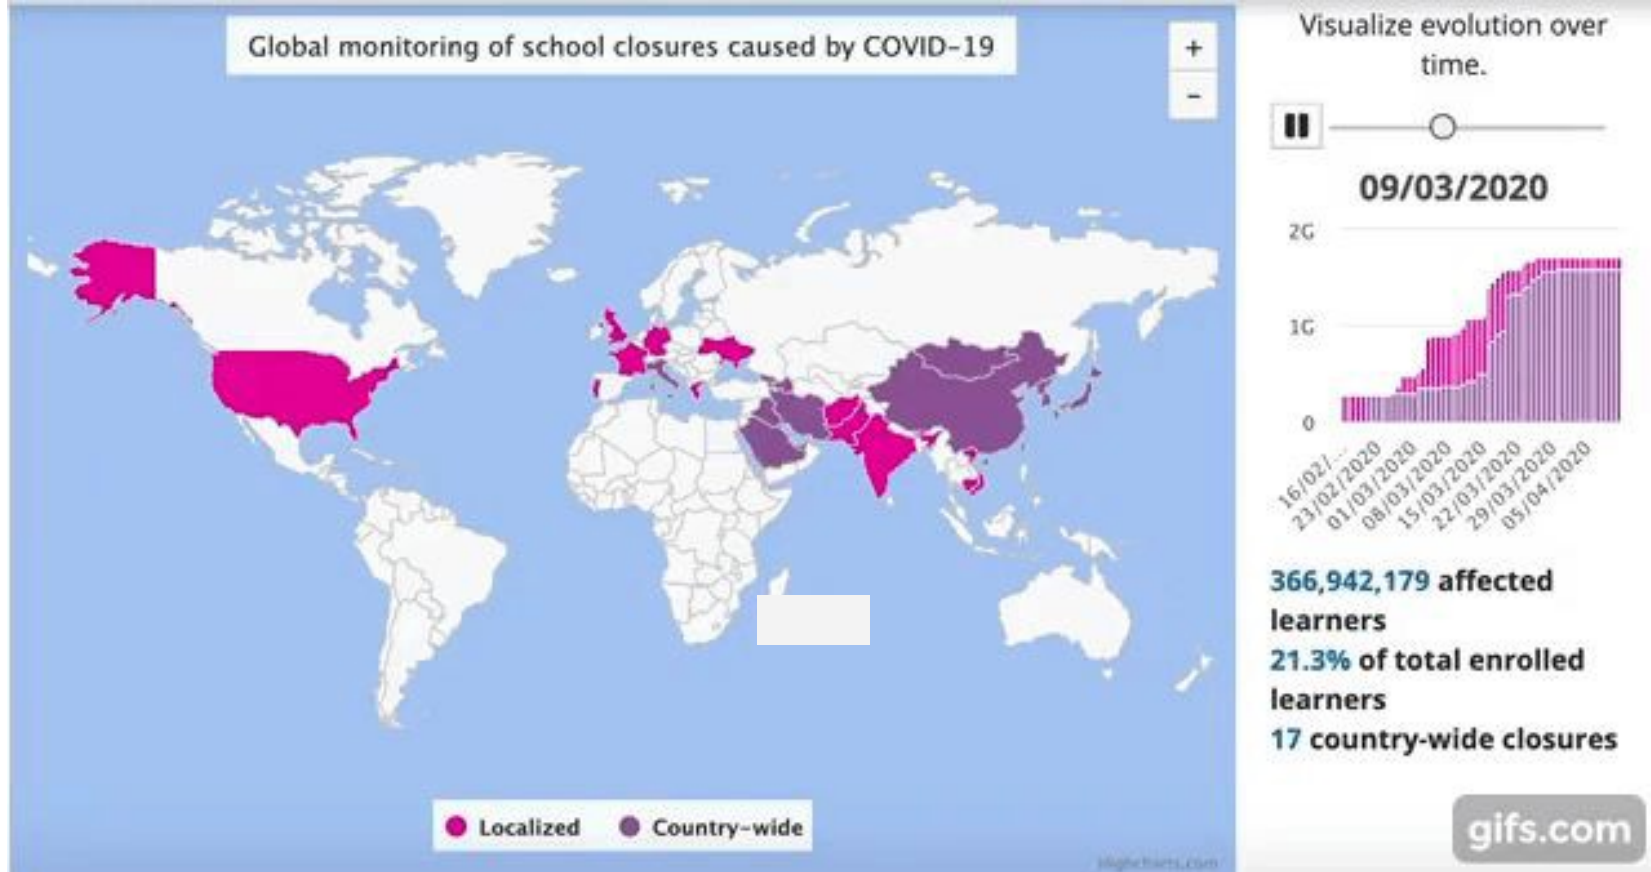 Global monitoring of school closures caused by COVID-19
+
-
Visualize evolution over
time.
09/03/2020
2G
1G
0
16/02/...
23/02/2020
01/03/2020
08/03/2020
15/03/2020
22/03/2020
29/03/2020
05/04/2020
366,942,179 affected
learners
21.3% of total enrolled
learners
17 country-wide closures
Localized
Country-wide
Highcharts.com
gifs.com